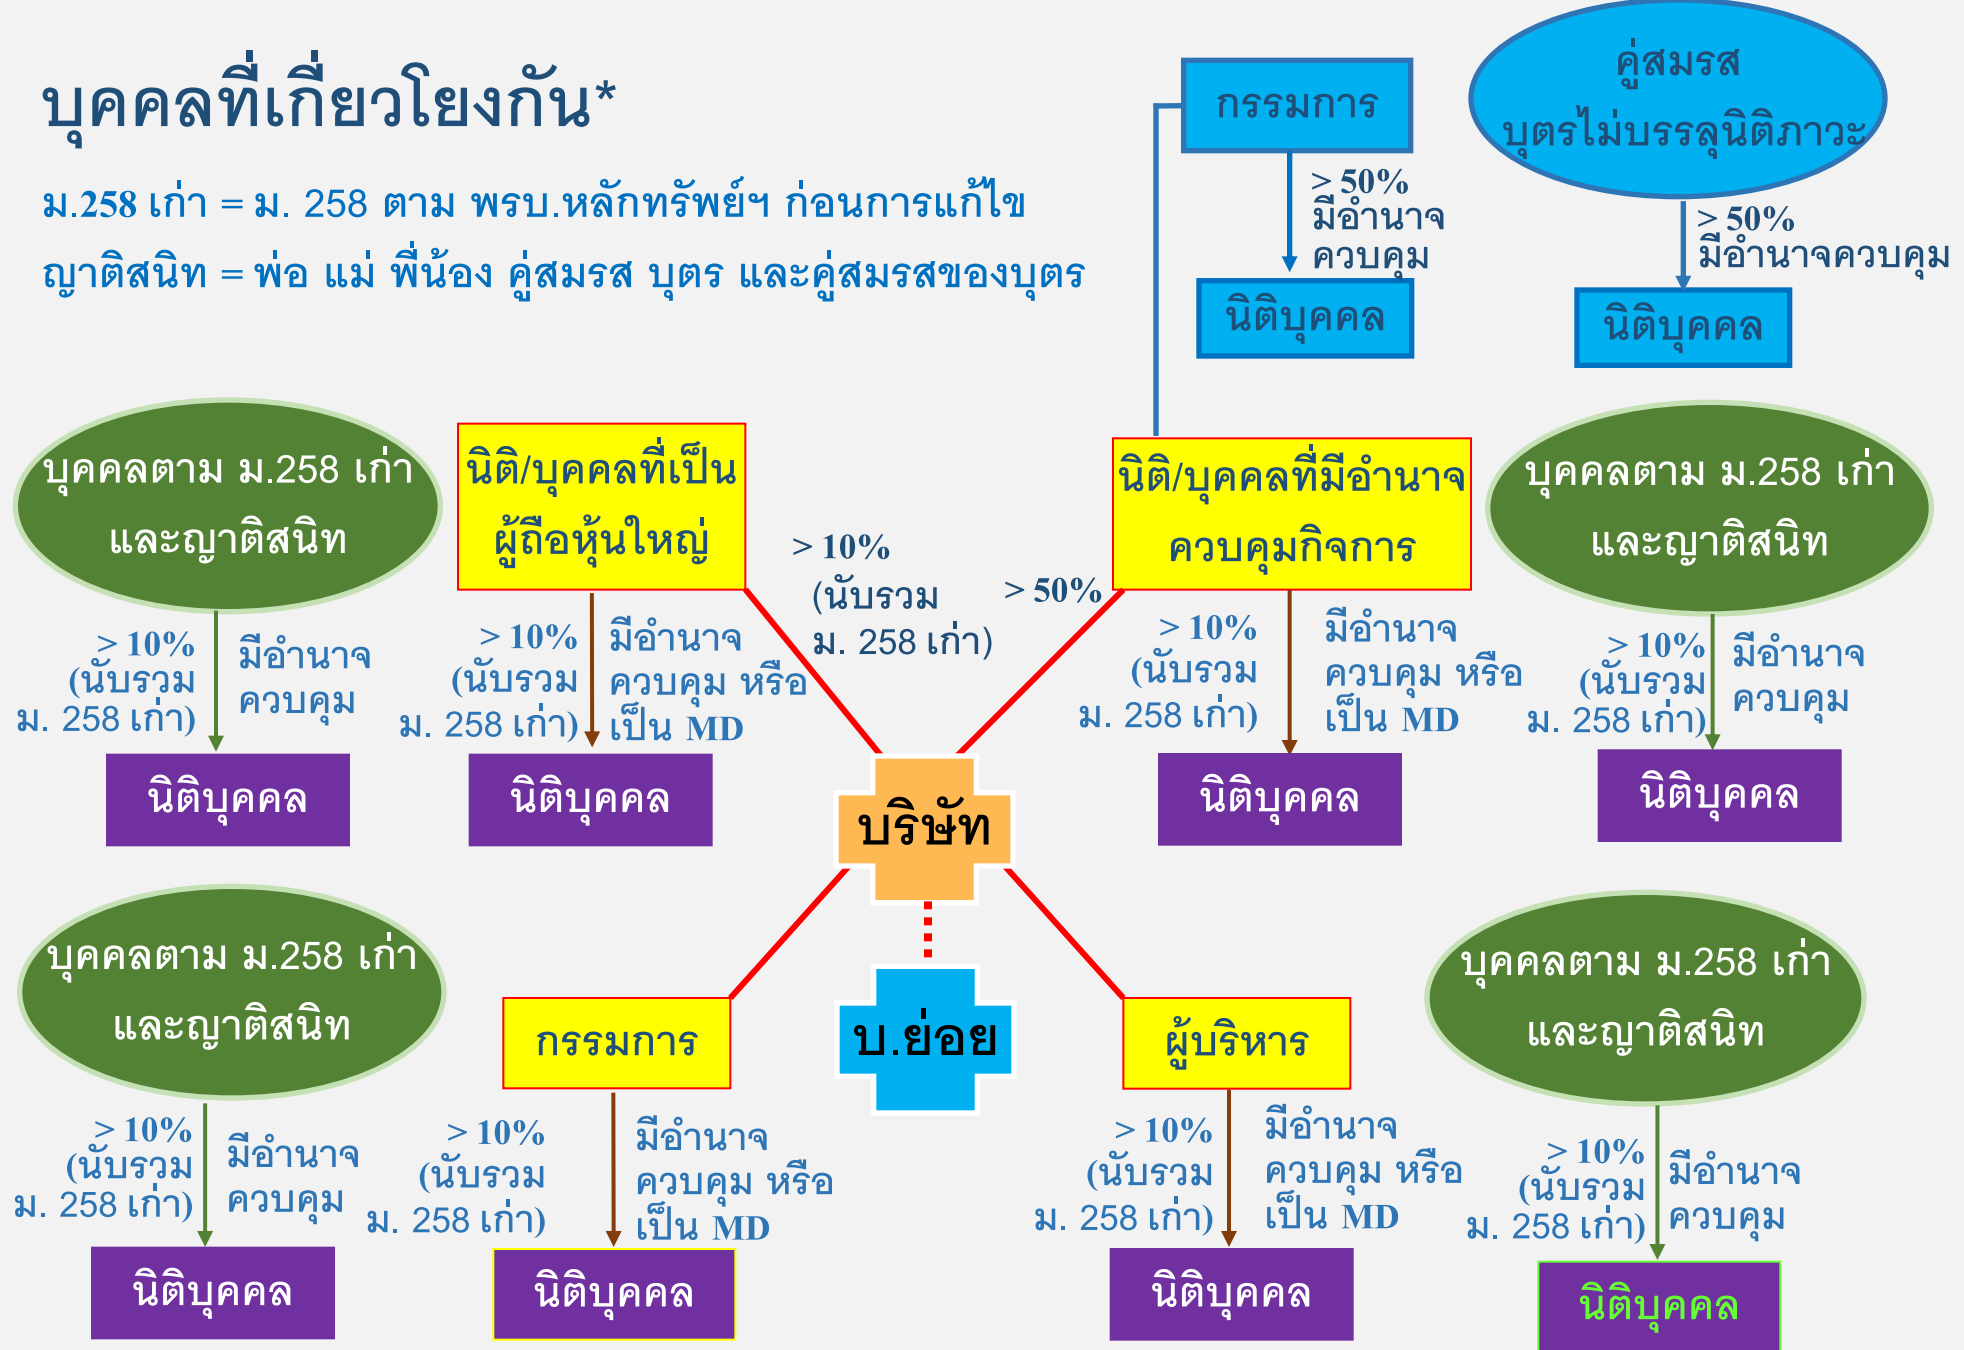 บุคคลที่เกี่ยวโยงกัน*
ม.258 เก่า = ม. 258 ตาม พรบ.หลักทรัพย์ฯ ก่อนการแก้ไข
ญาติสนิท = พ่อ แม่ พี่น้อง คู่สมรส บุตร และคู่สมรสของบุตร
กรรมการ
> 50%
มีอำนาจ
ควบคุม
นิติบุคคล
คู่สมรส
บุตรไม่บรรลุนิติภาวะ
> 50%
มีอำนาจควบคุม
นิติบุคคล
บุคคลตาม ม.258 เก่า
และญาติสนิท
> 10%
(นับรวม
ม. 258 เก่า)
มีอำนาจ
ควบคุม
นิติบุคคล
นิติ/บุคคลที่เป็น
ผู้ถือหุ้นใหญ่
> 10%
(นับรวม
ม. 258 เก่า)
มีอำนาจ
ควบคุม หรือ
เป็น MD
นิติบุคคล
> 10%
(นับรวม
ม. 258 เก่า)
> 50%
นิติ/บุคคลที่มีอำนาจ
ควบคุมกิจการ
> 10%
(นับรวม
ม. 258 เก่า)
มีอำนาจ
ควบคุม หรือ
เป็น MD
นิติบุคคล
บุคคลตาม ม.258 เก่า
และญาติสนิท
> 10%
(นับรวม
ม. 258 เก่า)
มีอำนาจ
ควบคุม
นิติบุคคล
บริษัท
บ.ย่อย
บุคคลตาม ม.258 เก่า
และญาติสนิท
> 10%
(นับรวม
ม. 258 เก่า)
มีอำนาจ
ควบคุม
นิติบุคคล
กรรมการ
> 10%
(นับรวม
ม. 258 เก่า)
มีอำนาจ
ควบคุม หรือ
เป็น MD
นิติบุคคล
ผู้บริหาร
> 10%
(นับรวม
ม. 258 เก่า)
มีอำนาจ
ควบคุม หรือ
เป็น MD
นิติบุคคล
บุคคลตาม ม.258 เก่า
และญาติสนิท
> 10%
(นับรวม
ม. 258 เก่า)
มีอำนาจ
ควบคุม
นิติบุคคล